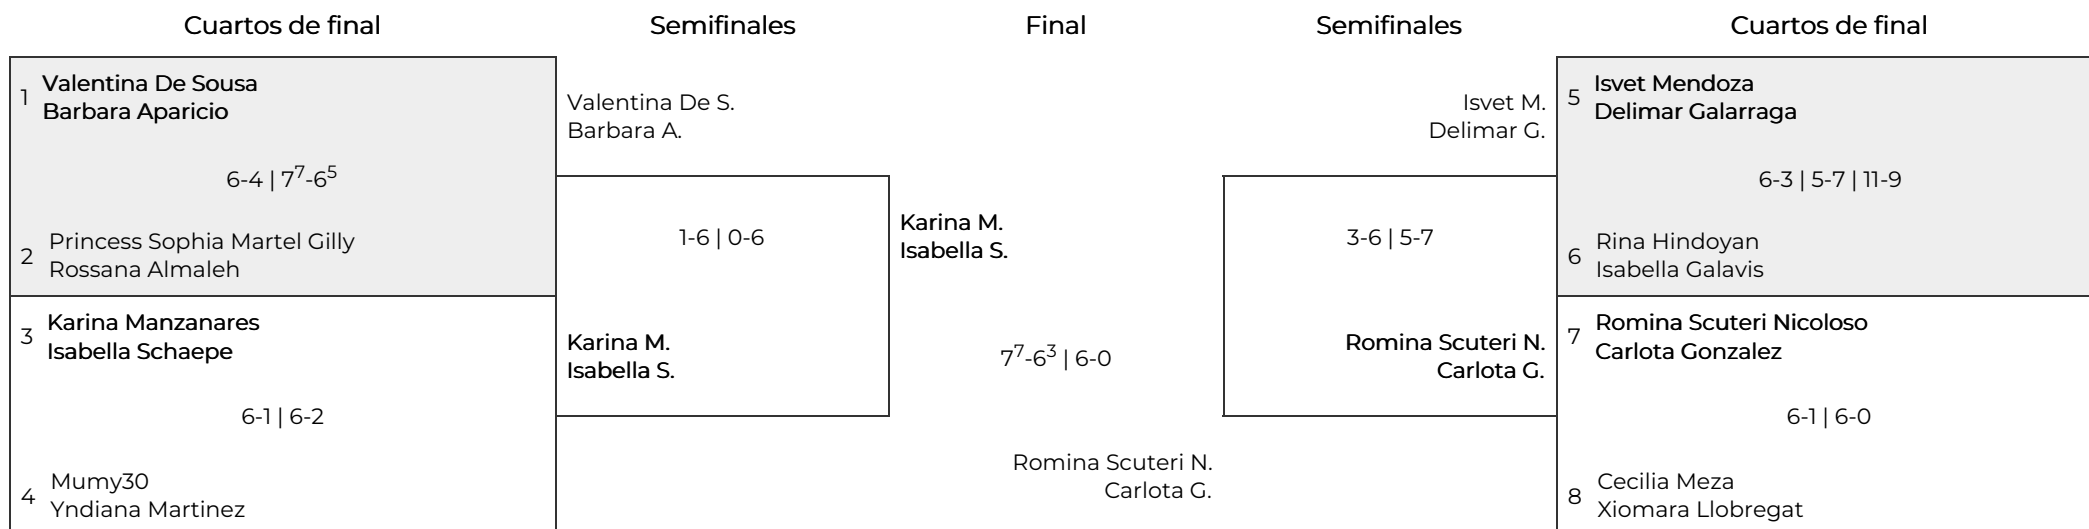 Cuartos de final
Semifinales
Final
Semifinales
Cuartos de final
1
Valentina De Sousa
Barbara Aparicio
6-4 | 7⁷-6⁵
2
Princess Sophia Martel Gilly
Rossana Almaleh
3
Karina Manzanares
Isabella Schaepe
6-1 | 6-2
4
Mumy30
Yndiana Martinez
Valentina De S.
Barbara A.
1-6 | 0-6
Karina M.
Isabella S.
Karina M.
Isabella S.
7⁷-6³ | 6-0
Romina Scuteri N.
Carlota G.
Isvet M.
Delimar G.
3-6 | 5-7
Romina Scuteri N.
Carlota G.
5
Isvet Mendoza
Delimar Galarraga
6-3 | 5-7 | 11-9
6
Rina Hindoyan
Isabella Galavis
7
Romina Scuteri Nicoloso
Carlota Gonzalez
6-1 | 6-0
8
Cecilia Meza
Xiomara Llobregat